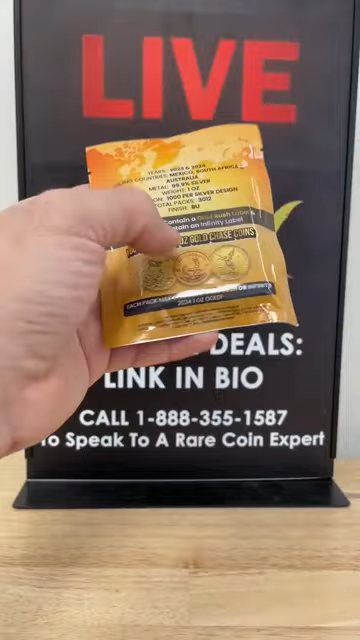 LIVE
YEARS: 2023 & 2024
COUNTRIES: MEXICO, SOUTH AFRICA
AUSTRALIA
METAL: 99.9% SILVER
WEIGHT: 1 OZ
1000 PER SILVER DESIGN
TOTAL PACKS: 3012
FINISH: BU
contain a Gold Rush Label
an Infinity Label
OZ GOLD CHASE COINS
EACH PACK
2024 1 OZ GOLD!
DEALS:
LINK IN BIO
CALL 1-888-355-1587
To Speak To A Rare Coin Expert